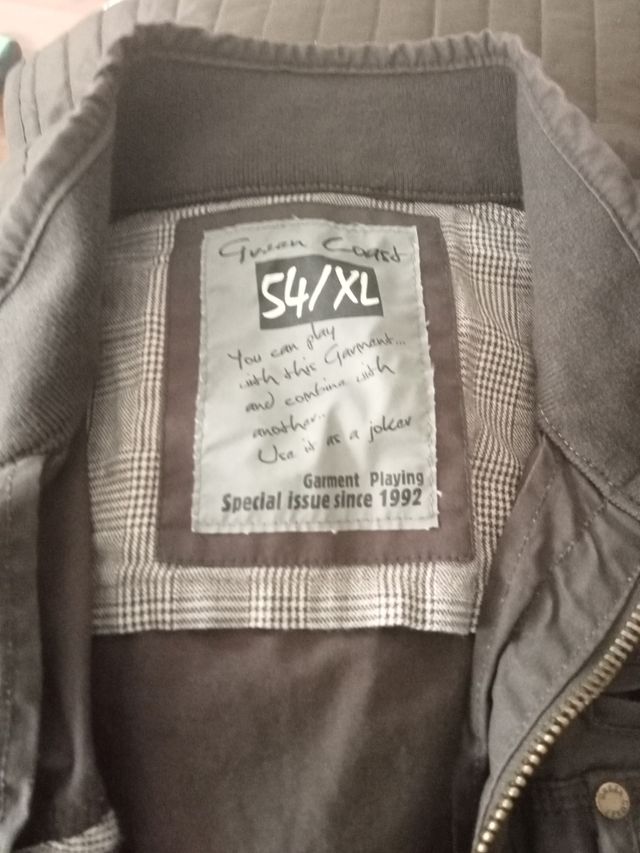 Green Coast
54/XL
You can play
with this Garment...
and combine with
another..
Use it as a joker
Garment Playing
Special issue since 1992